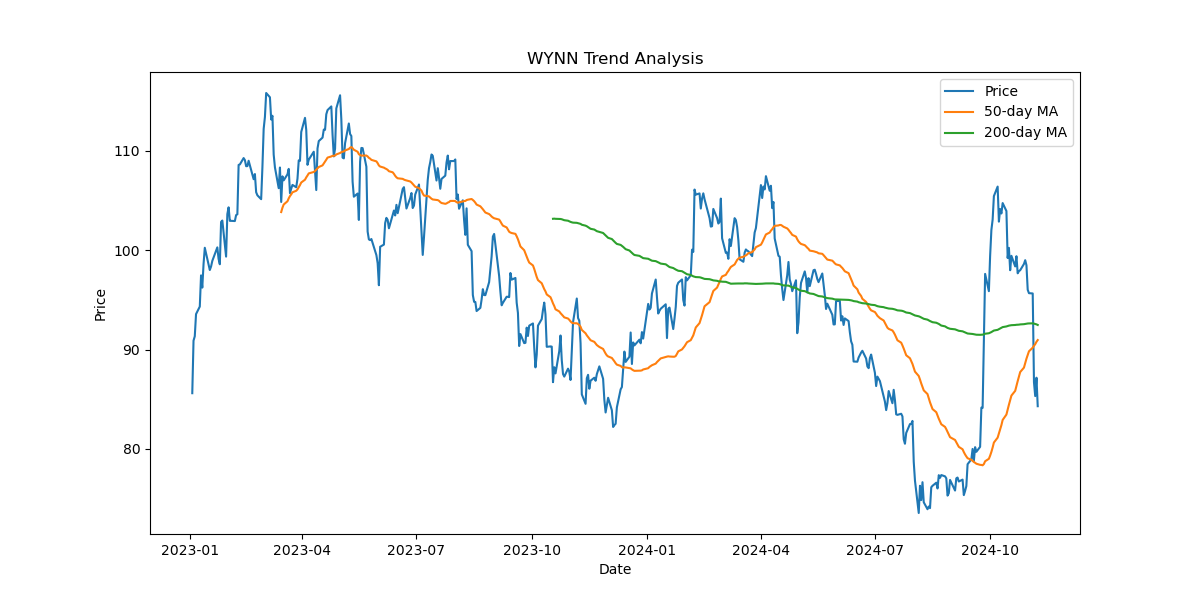 WYNN Trend Analysis
Price
50-day MA
200-day MA
110
100
90
80
Price
2023-01
2023-04
2023-07
2023-10
2024-01
2024-04
2024-07
2024-10
Date